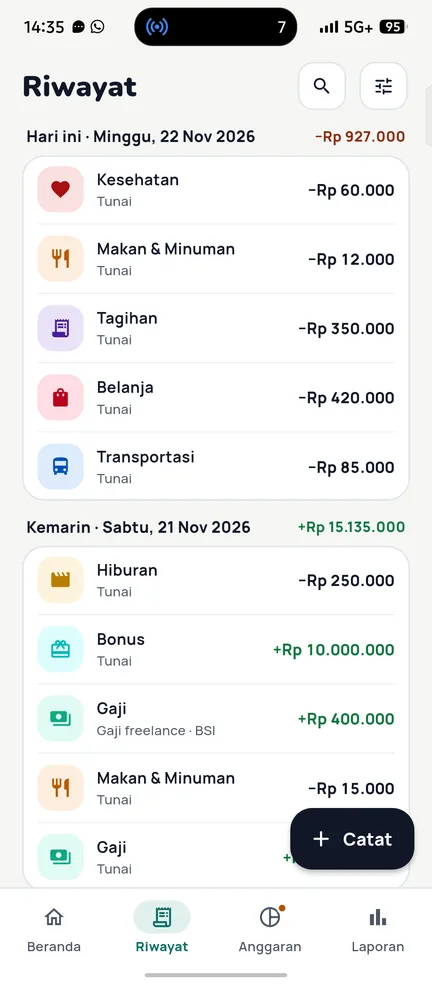 14:35
7
5G+
95
Riwayat
Hari ini · Minggu, 22 Nov 2026
−Rp 927.000
Kesehatan
Tunai
−Rp 60.000
Makan & Minuman
Tunai
−Rp 12.000
Tagihan
Tunai
−Rp 350.000
Belanja
Tunai
−Rp 420.000
Transportasi
Tunai
−Rp 85.000
Kemarin · Sabtu, 21 Nov 2026
+Rp 15.135.000
Hiburan
Tunai
−Rp 250.000
Bonus
Tunai
+Rp 10.000.000
Gaji
Gaji freelance · BSI
+Rp 400.000
Makan & Minuman
Tunai
−Rp 15.000
Gaji
Tunai
Catat
Beranda
Riwayat
Anggaran
Laporan